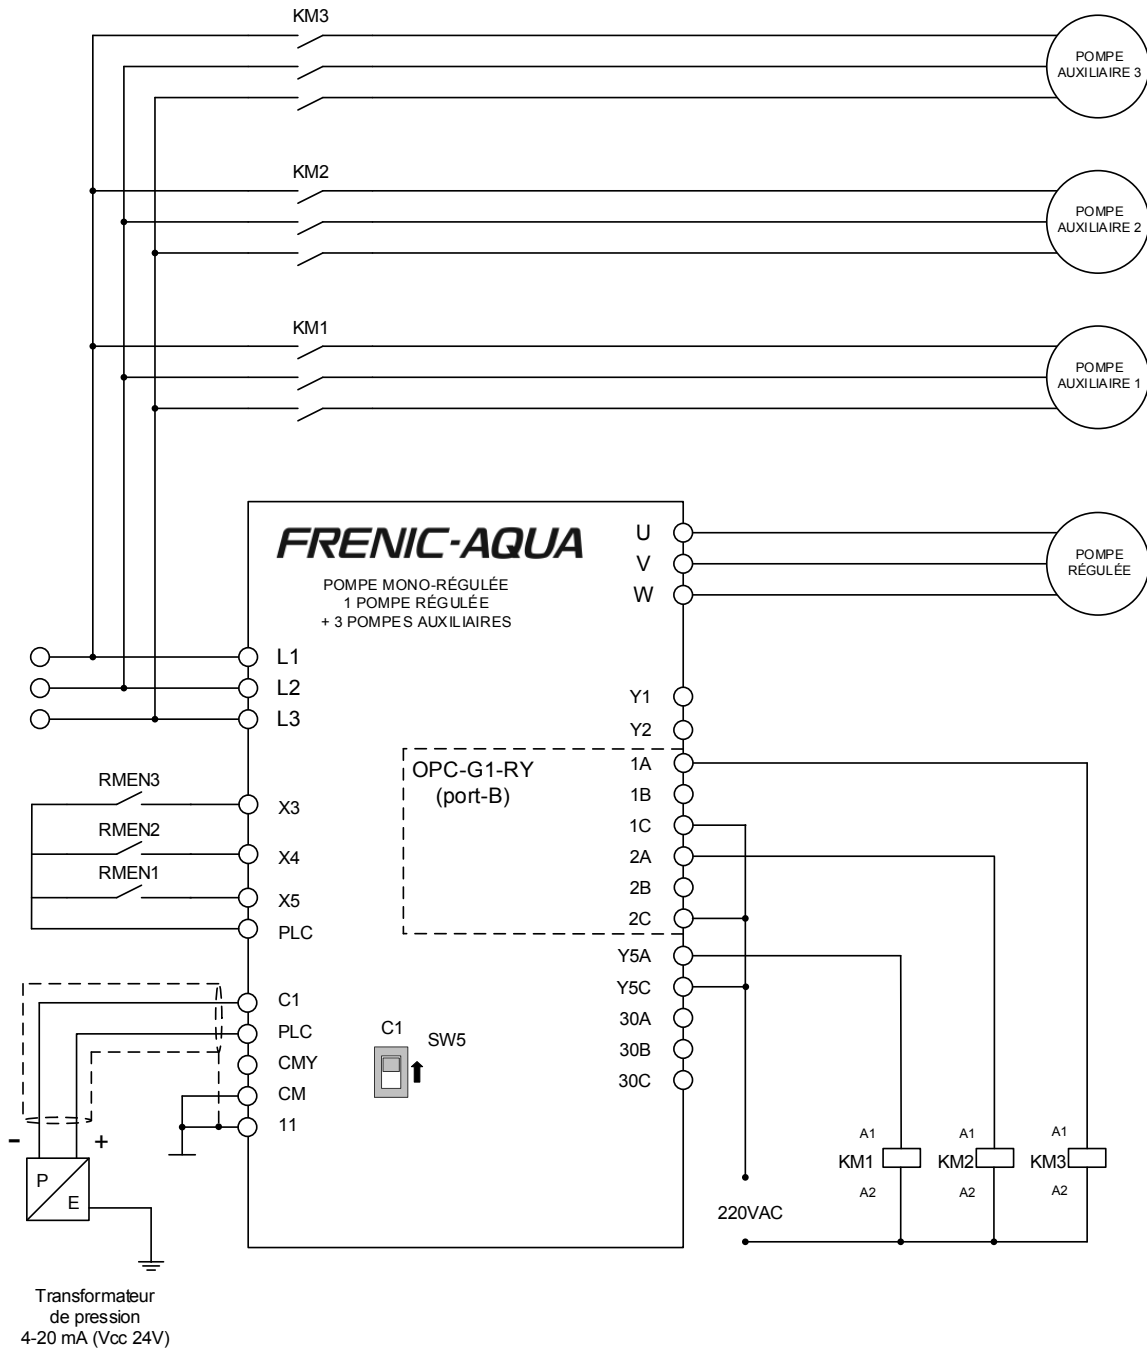 KM3
POMPE
AUXILIAIRE 3
KM2
POMPE
AUXILIAIRE 2
KM1
POMPE
AUXILIAIRE 1
FRENIC-AQUA
POMPE MONO-RÉGULÉE
1 POMPE RÉGULÉE
+ 3 POMPES AUXILIAIRES
U
V
W
POMPE
RÉGULÉE
L1
L2
L3
Y1
Y2
OPC-G1-RY
(port-B)
1A
1B
1C
2A
2B
2C
RMEN3
X3
RMEN2
X4
RMEN1
X5
PLC
Y5A
Y5C
30A
30B
30C
C1
PLC
CMY
CM
11
C1
SW5
- +
P
E
A1 A1 A1
KM1 KM2 KM3
A2 A2 A2
220VAC
Transformateur
de pression
4-20 mA (Vcc 24V)